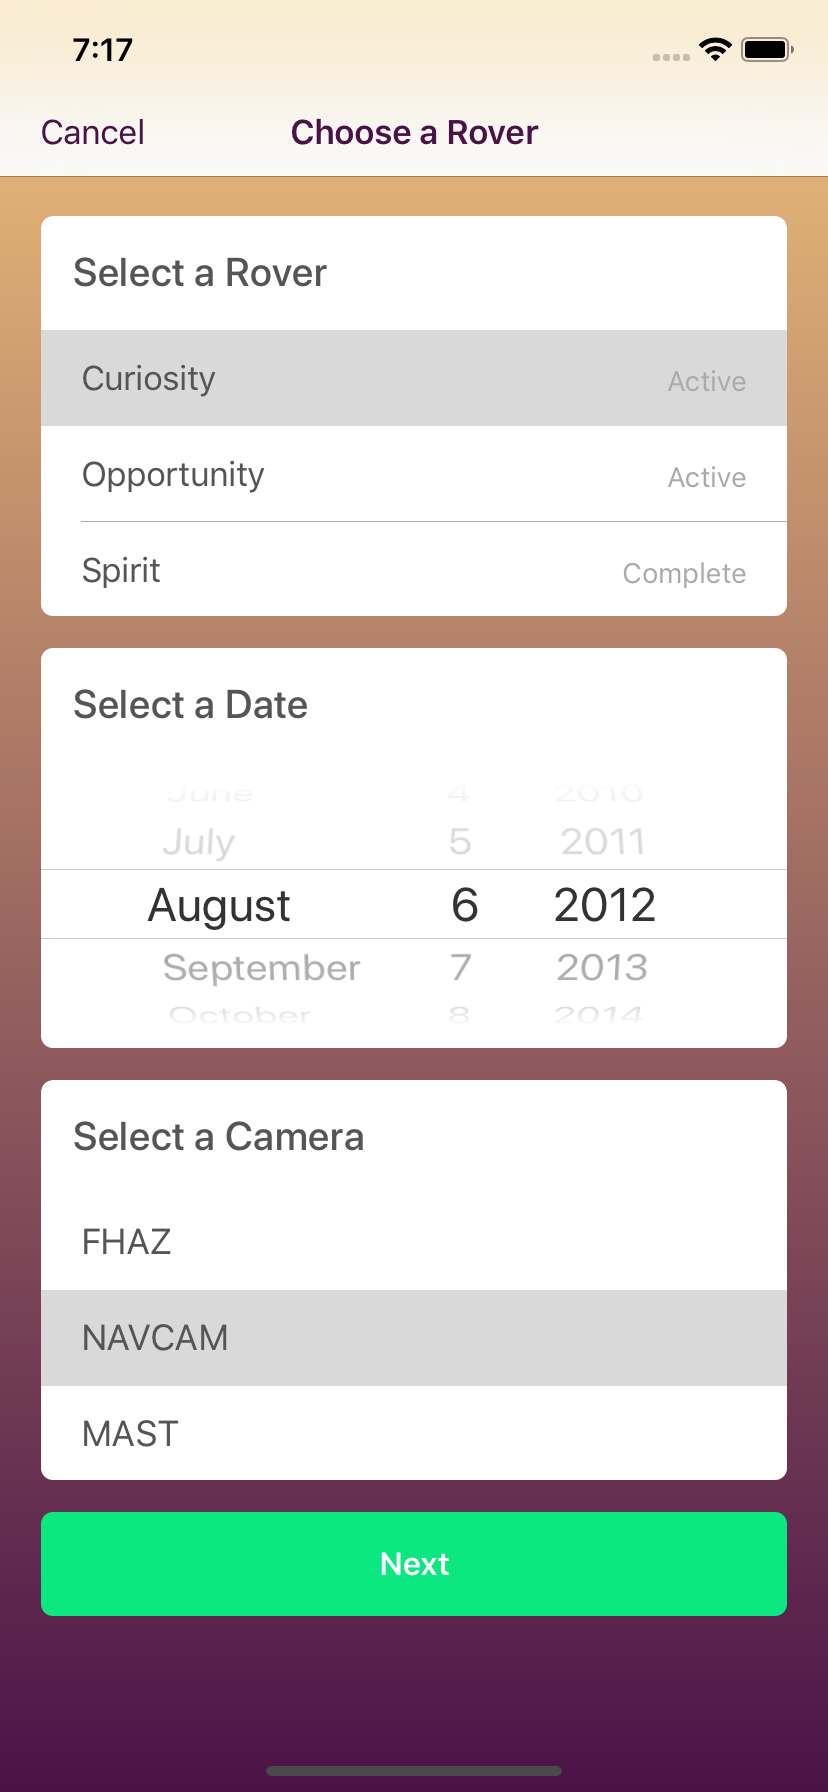 7:17
Cancel Choose a Rover
Select a Rover
Curiosity Active
Opportunity Active
Spirit Complete
Select a Date
June 4 2010
July 5 2011
August 6 2012
September 7 2013
October 8 2014
Select a Camera
FHAZ
NAVCAM
MAST
Next